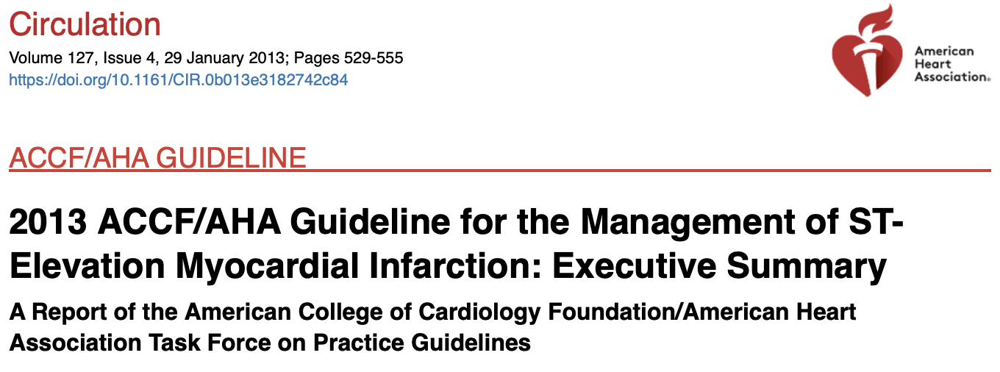 Circulation
Volume 127, Issue 4, 29 January 2013; Pages 529-555
https://doi.org/10.1161/CIR.0b013e3182742c84
American
Heart
Association®
ACCF/AHA GUIDELINE
2013 ACCF/AHA Guideline for the Management of ST-
Elevation Myocardial Infarction: Executive Summary
A Report of the American College of Cardiology Foundation/American Heart
Association Task Force on Practice Guidelines